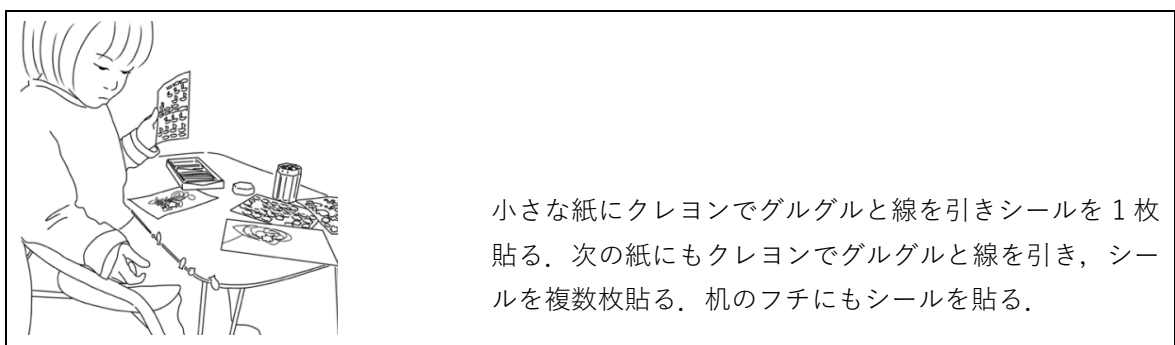 小さな紙にクレヨンでグルグルと線を引きシールを１枚
貼る．次の紙にもクレヨンでグルグルと線を引き，シー
ルを複数枚貼る．机のフチにもシールを貼る．